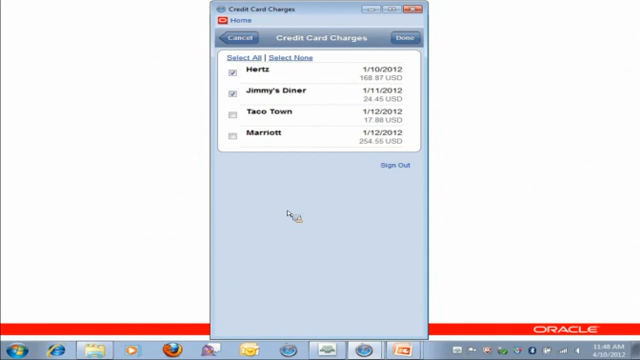 Credit Card Charges
Home
Cancel Credit Card Charges Done
Select All | Select None
Hertz 1/10/2012
168.87 USD
Jimmy's Diner 1/11/2012
24.45 USD
Taco Town 1/12/2012
17.88 USD
Marriott 1/12/2012
254.55 USD
Sign Out
ORACLE
11:48 AM
4/10/2012